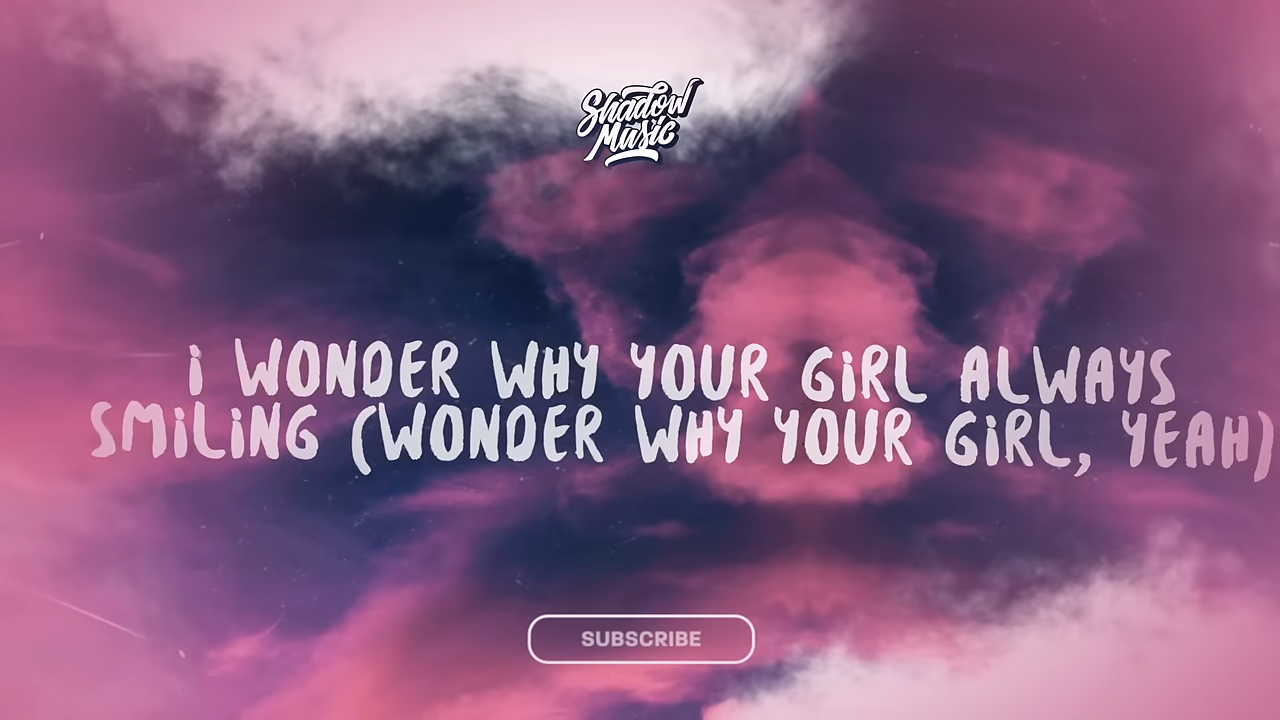 Shadow
Music
i WONDER WHY YOUR GiRL ALWAYS
SMiLiNG (WONDER WHY YOUR GiRL, YEAH)
SUBSCRIBE